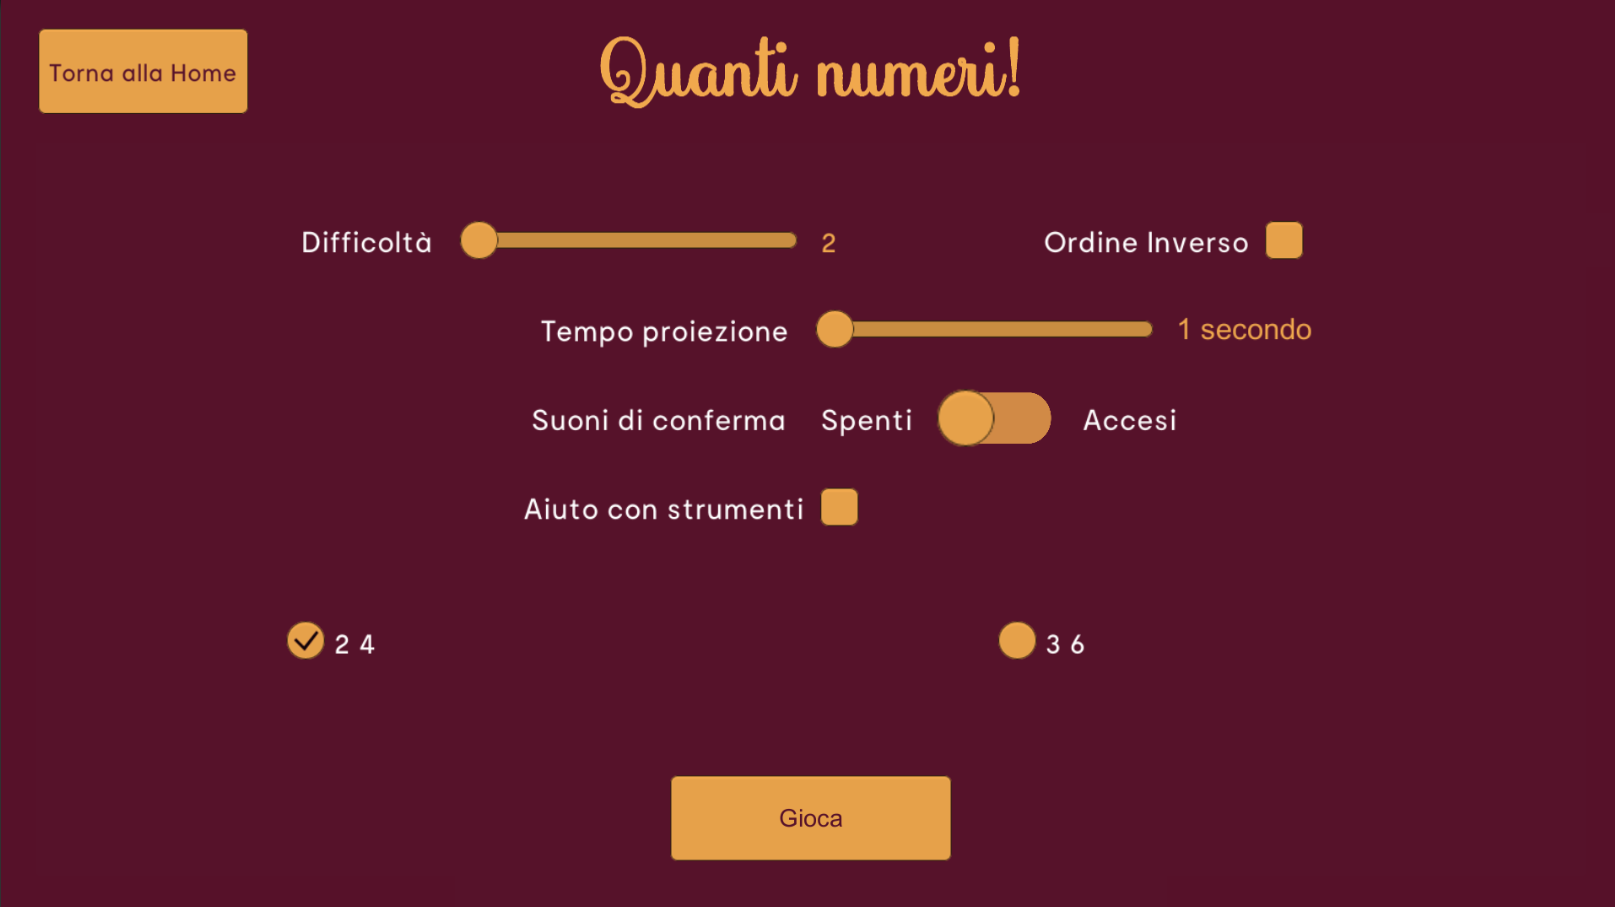 Torna alla Home
Quanti numeri!
Difficoltà 2 Ordine Inverso
Tempo proiezione 1 secondo
Suoni di conferma Spenti Accesi
Aiuto con strumenti
2 4 3 6
Gioca